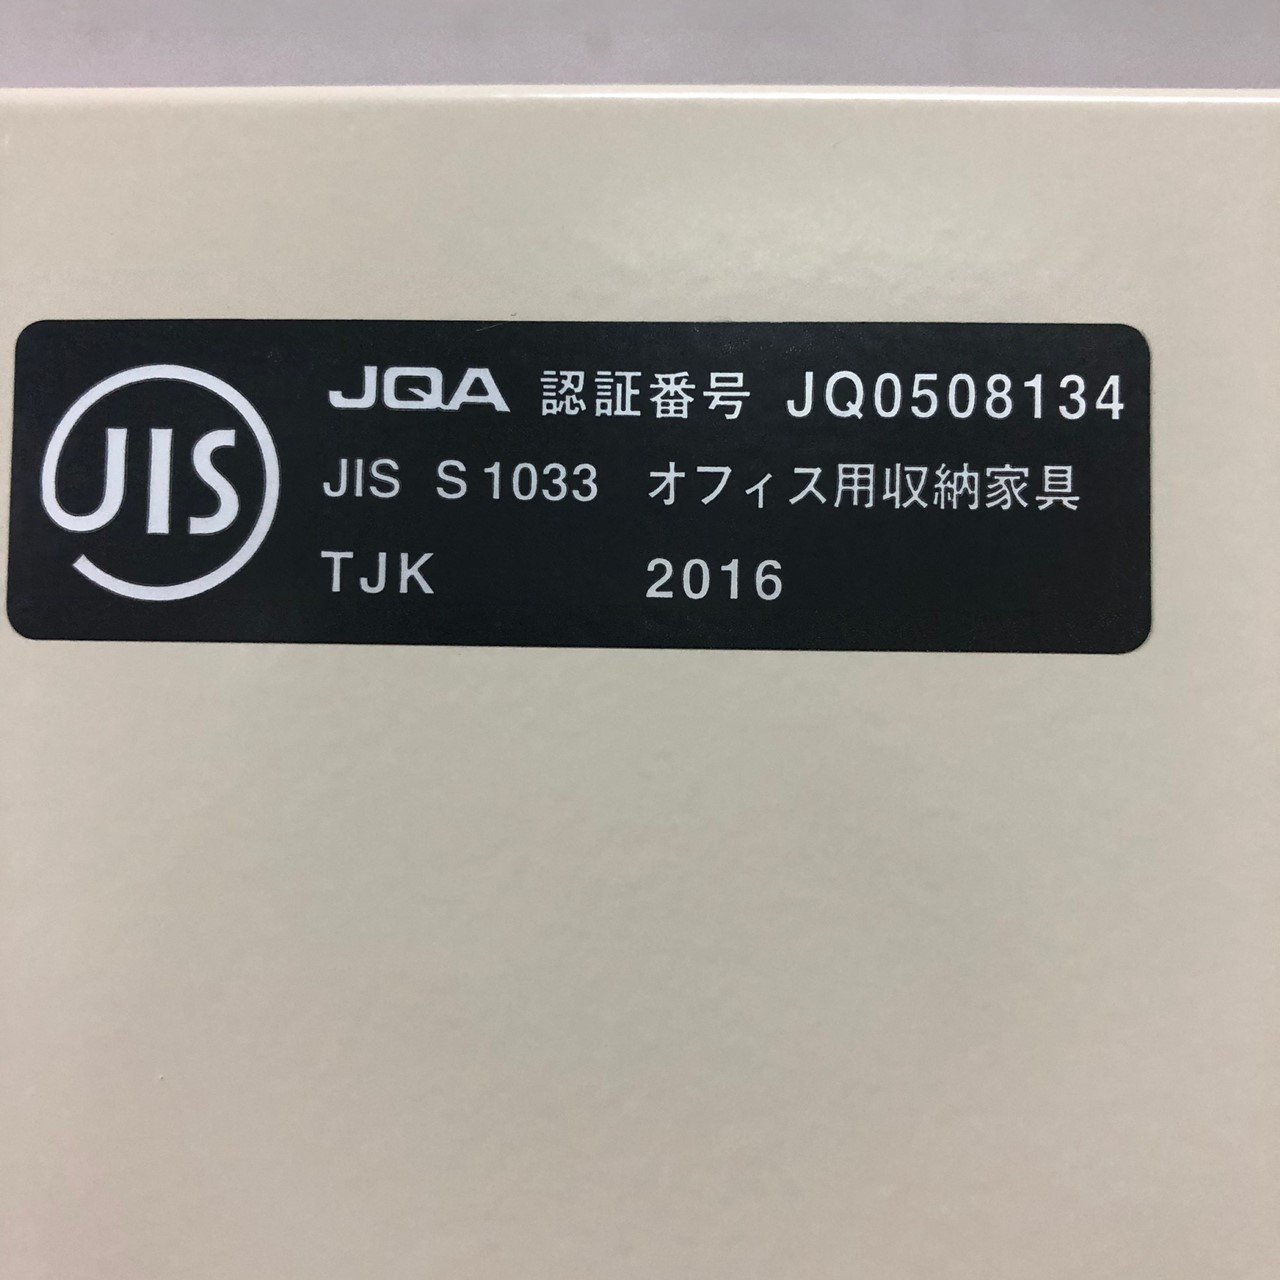 JIS
JQA 認証番号 JQ0508134
JIS S 1033 オフィス用収納家具
TJK 2016